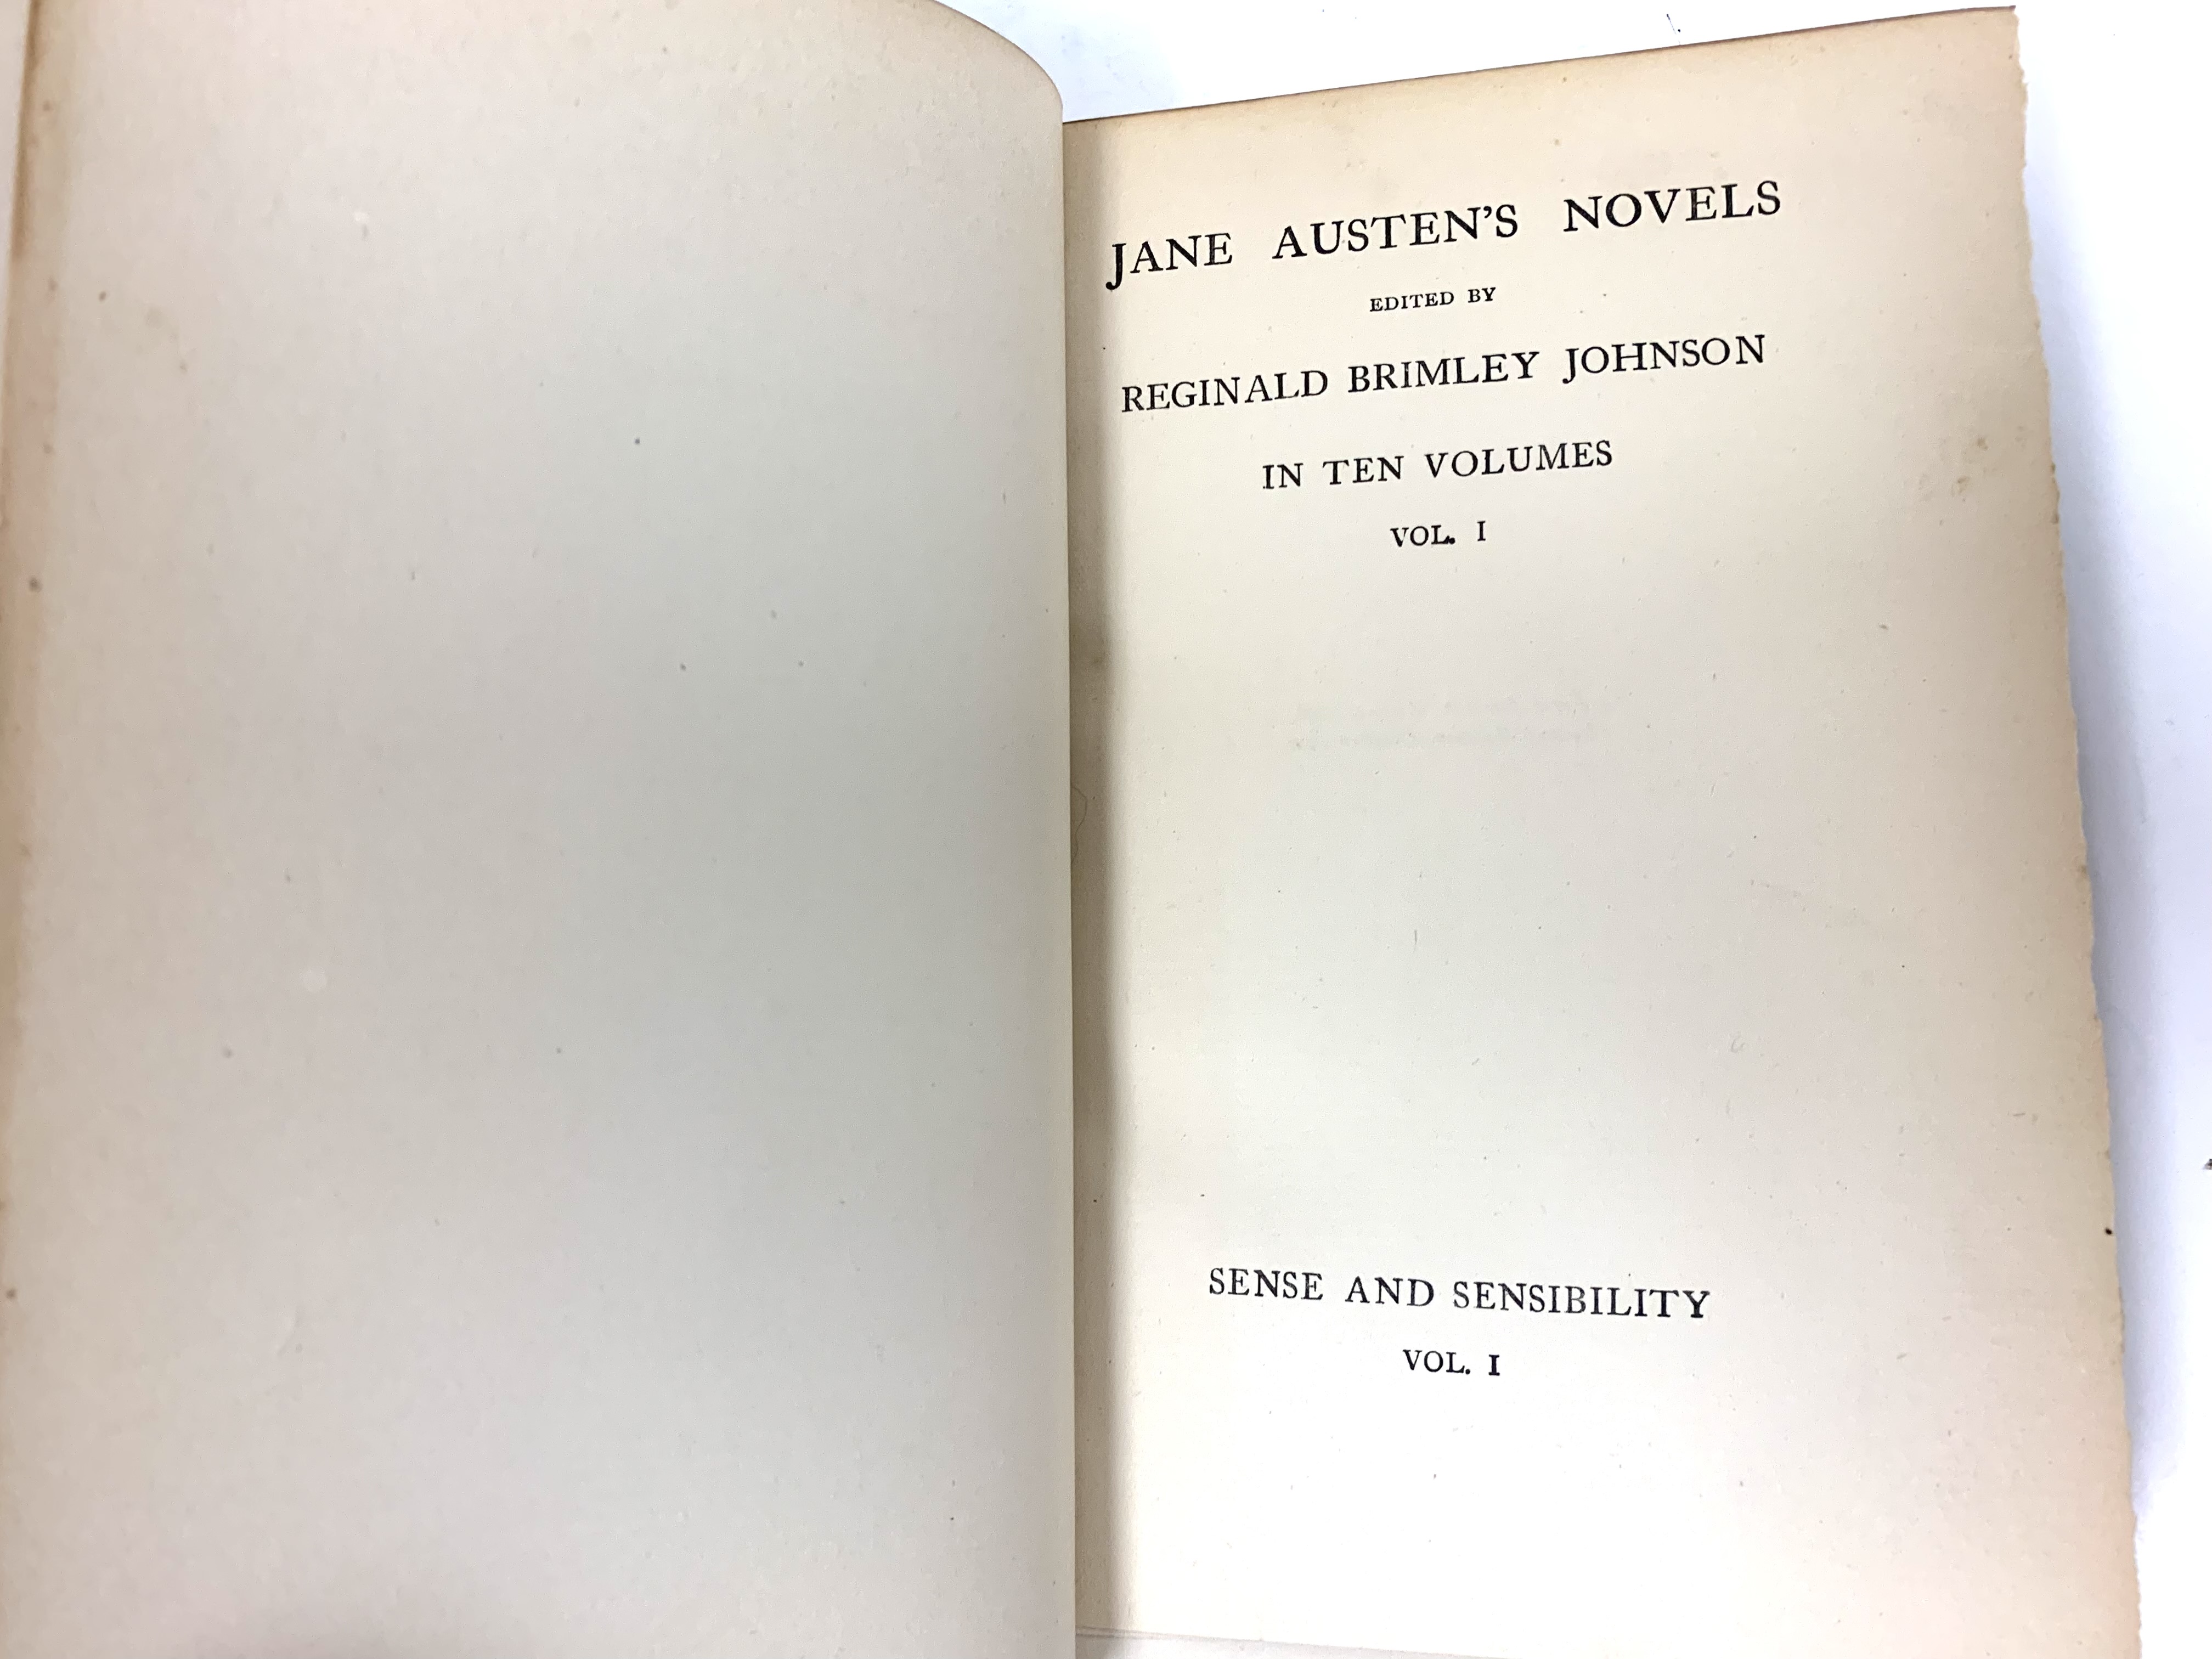 JANE AUSTEN'S NOVELS
EDITED BY
REGINALD BRIMLEY JOHNSON
IN TEN VOLUMES
VOL. I
SENSE AND SENSIBILITY
VOL. I